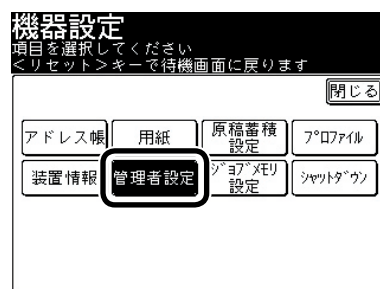 機器設定
項目を選択してください
<リセット>キーで待機画面に戻ります
閉じる
アドレス帳 用紙 原稿蓄積設定 プロファイル
装置情報 管理者設定 ジョブメモリ設定 シャットダウン